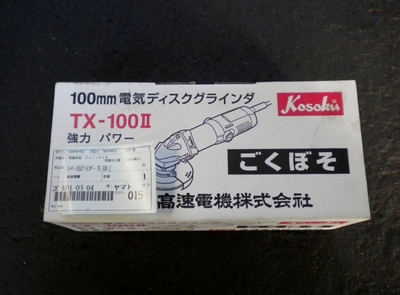 100mm 電気ディスクグラインダ
Kosoku
TX-100Ⅱ
強力 パワー
ごくぼそ
ヤマト
015
高速電機株式会社